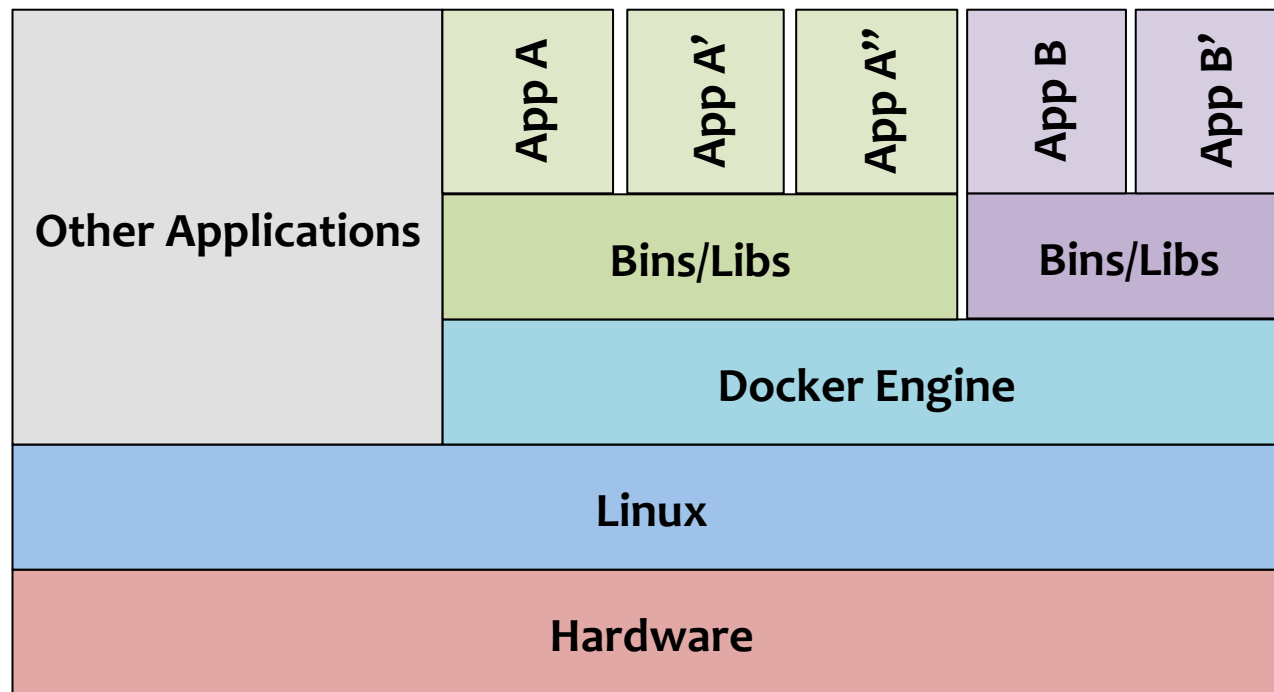 Other Applications
App A
App A’
App A’’
App B
App B’
Bins/Libs
Bins/Libs
Docker Engine
Linux
Hardware